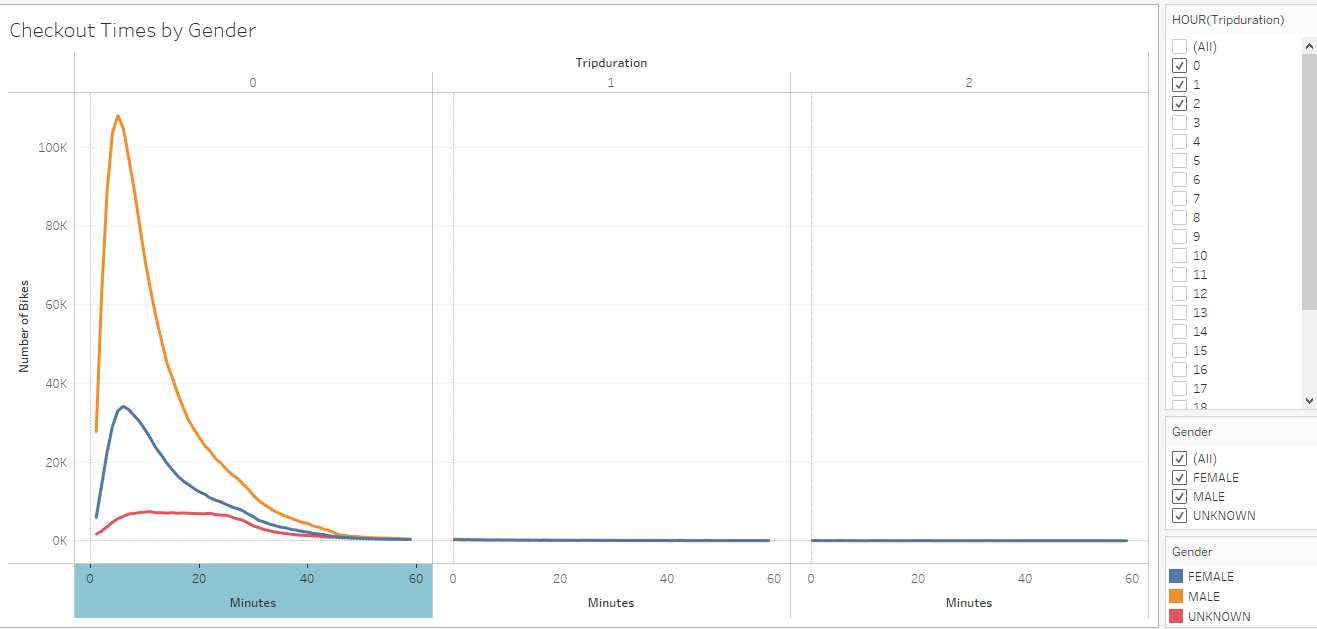 Checkout Times by Gender
Tripduration
0 1 2
Number of Bikes
100K
80K
60K
40K
20K
0K
0 20 40 60 0 20 40 60 0 20 40 60
Minutes Minutes Minutes
HOUR(Tripduration)
(All)
0
1
2
3
4
5
6
7
8
9
10
11
12
13
14
15
16
17
18
Gender
(All)
FEMALE
MALE
UNKNOWN
Gender
FEMALE
MALE
UNKNOWN